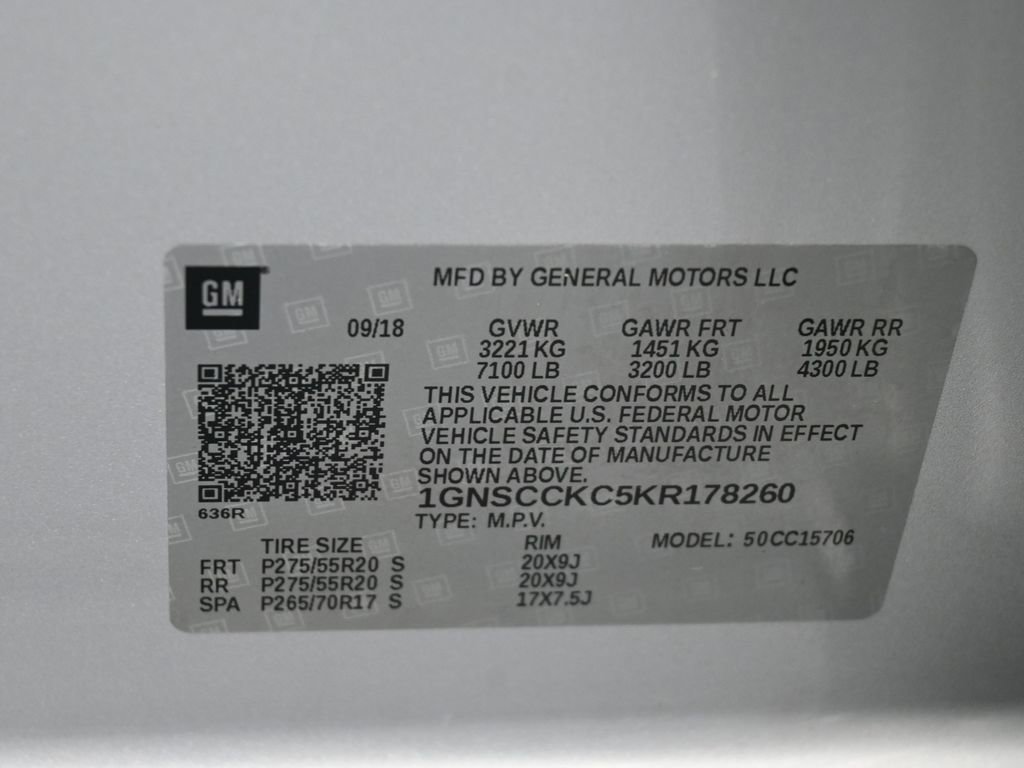 GM
MFD BY GENERAL MOTORS LLC
09/18 GVWR GAWR FRT GAWR RR
3221 KG 1451 KG 1950 KG
7100 LB 3200 LB 4300 LB
THIS VEHICLE CONFORMS TO ALL
APPLICABLE U.S. FEDERAL MOTOR
VEHICLE SAFETY STANDARDS IN EFFECT
ON THE DATE OF MANUFACTURE
SHOWN ABOVE.
1GNSCCKC5KR178260
636R
TYPE: M.P.V.
TIRE SIZE RIM MODEL: 50CC15706
FRT P275/55R20 S 20X9J
RR P275/55R20 S 20X9J
SPA P265/70R17 S 17X7.5J